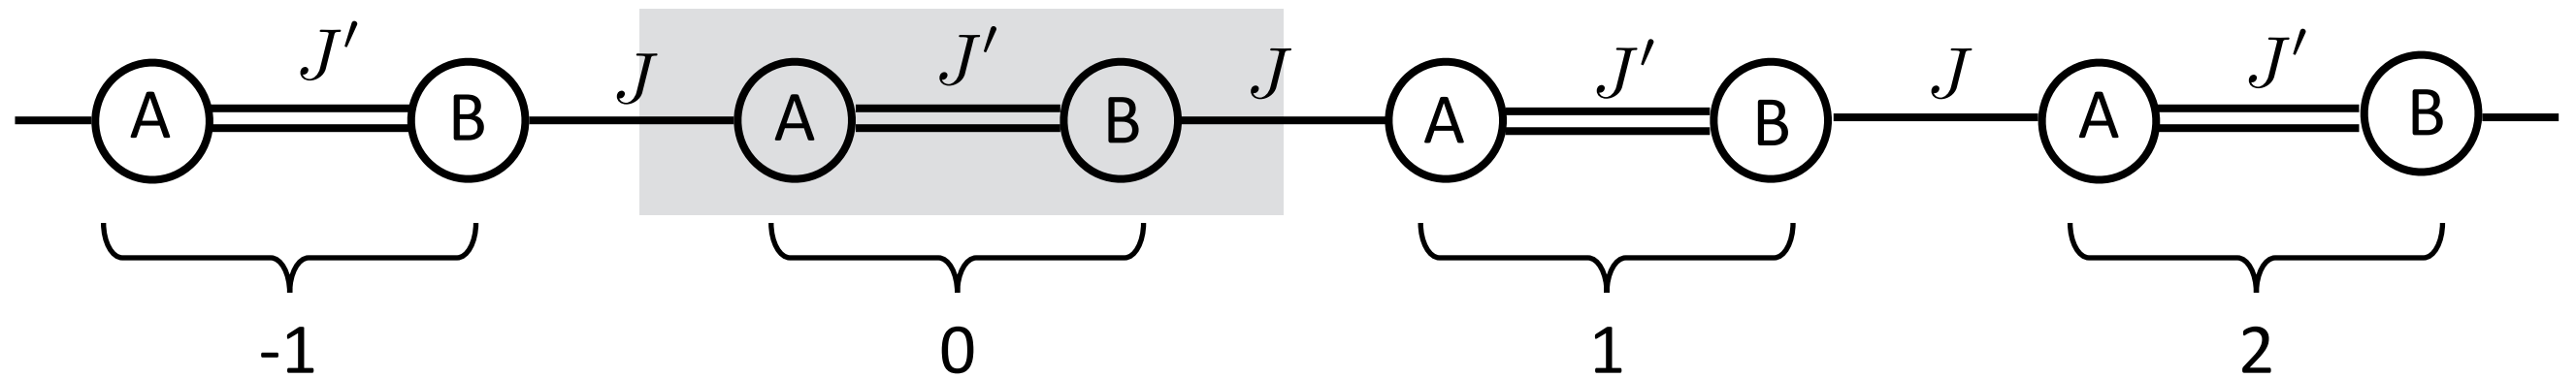 J′ J J′ J J′ J J′
A B A B A B A B
-1 0 1 2